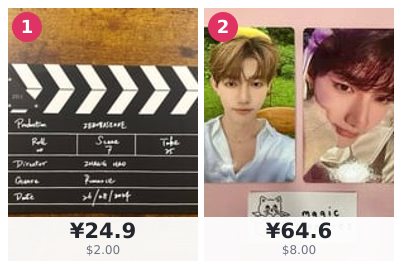 1
Production ZEROBASEONE
Roll Scene Take
7 25
Director ZHANG HAO
Genre Romance
Date 26/08/2024
¥24.9
$2.00
2
magic
¥64.6
$8.00